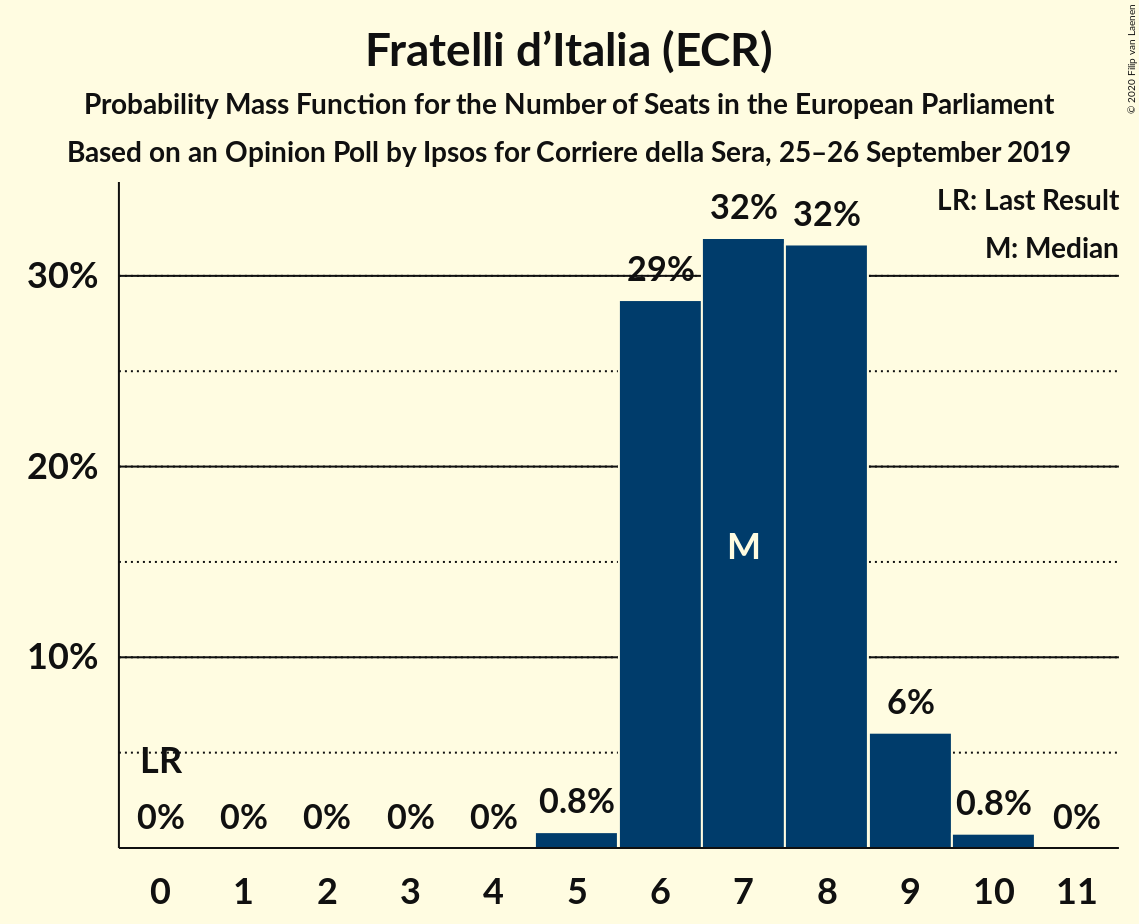 Fratelli d’Italia (ECR)
Probability Mass Function for the Number of Seats in the European Parliament
Based on an Opinion Poll by Ipsos for Corriere della Sera, 25–26 September 2019
© 2020 Filip van Laenen
LR: Last Result
M: Median
30%
20%
10%
LR
0%
0%
0%
0%
0%
0.8%
29%
32%
32%
6%
0.8%
0%
M
0 1 2 3 4 5 6 7 8 9 10 11